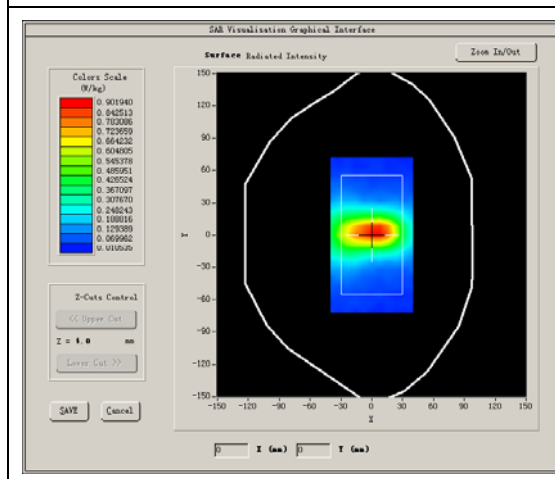 SAR Visualisation Graphical Interface
Surface Radiated Intensity
Zoom In/Out
Colors Scale
(W/kg)
0.901940
0.842513
0.783086
0.723659
0.664232
0.604805
0.545378
0.485951
0.426524
0.367097
0.307670
0.248243
0.188816
0.129389
0.069962
0.010535
Z-Cuts Control
<< Upper Cut
Z = 4.0 mm
Lower Cut >>
SAVE
Cancel
150
120
90
60
30
0
-30
-60
-90
-120
-150
Y
-150 -120 -90 -60 -30 0 30 60 90 120 150
X
0 X (mm) 0 Y (mm)